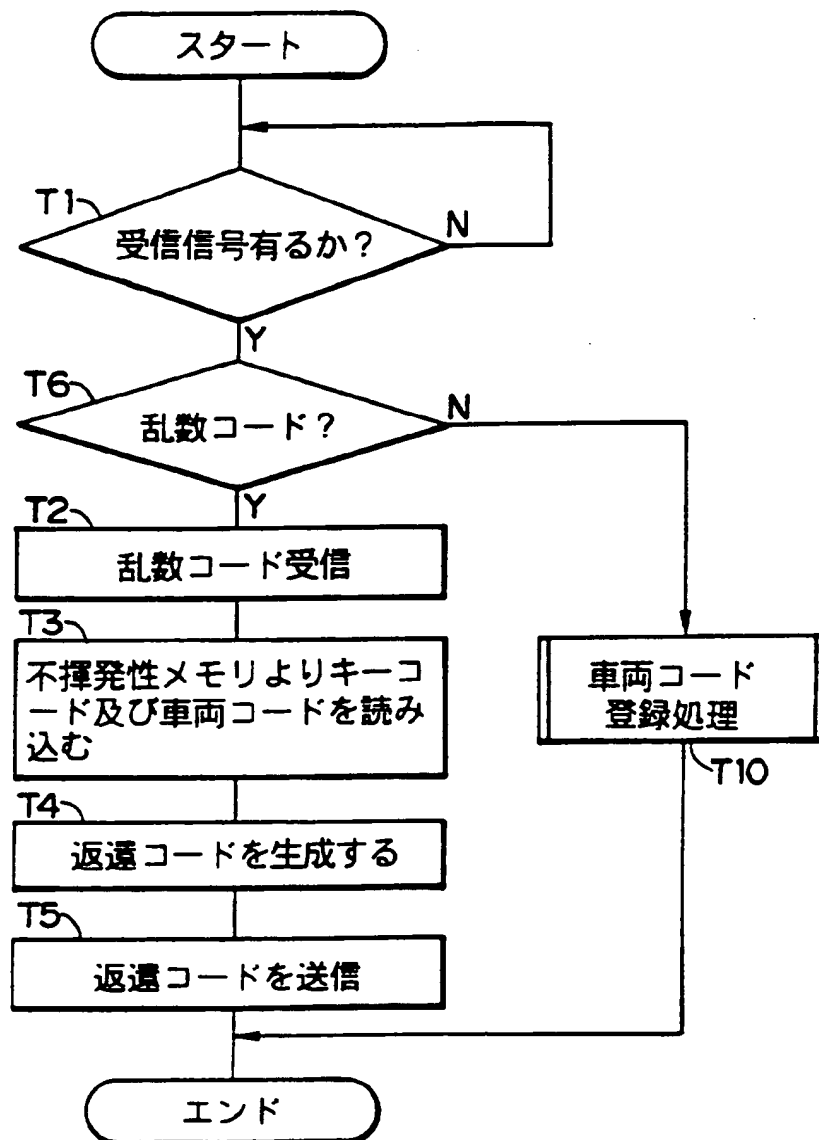 スタート
T1
受信信号有るか？
N
Y
T6
乱数コード？
N
Y
T2
乱数コード受信
T3
不揮発性メモリよりキーコ
ード及び車両コードを読み
込む
車両コード
登録処理
T10
T4
返還コードを生成する
T5
返還コードを送信
エンド